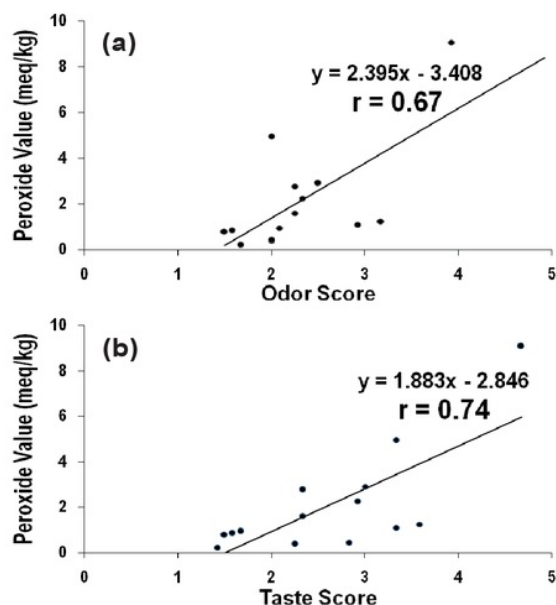 (a)
Peroxide Value (meq/kg)
10
8
6
4
2
0
y = 2.395x - 3.408
r = 0.67
0 1 2 3 4 5
Odor Score
(b)
Peroxide Value (meq/kg)
10
8
6
4
2
0
y = 1.883x - 2.846
r = 0.74
0 1 2 3 4 5
Taste Score